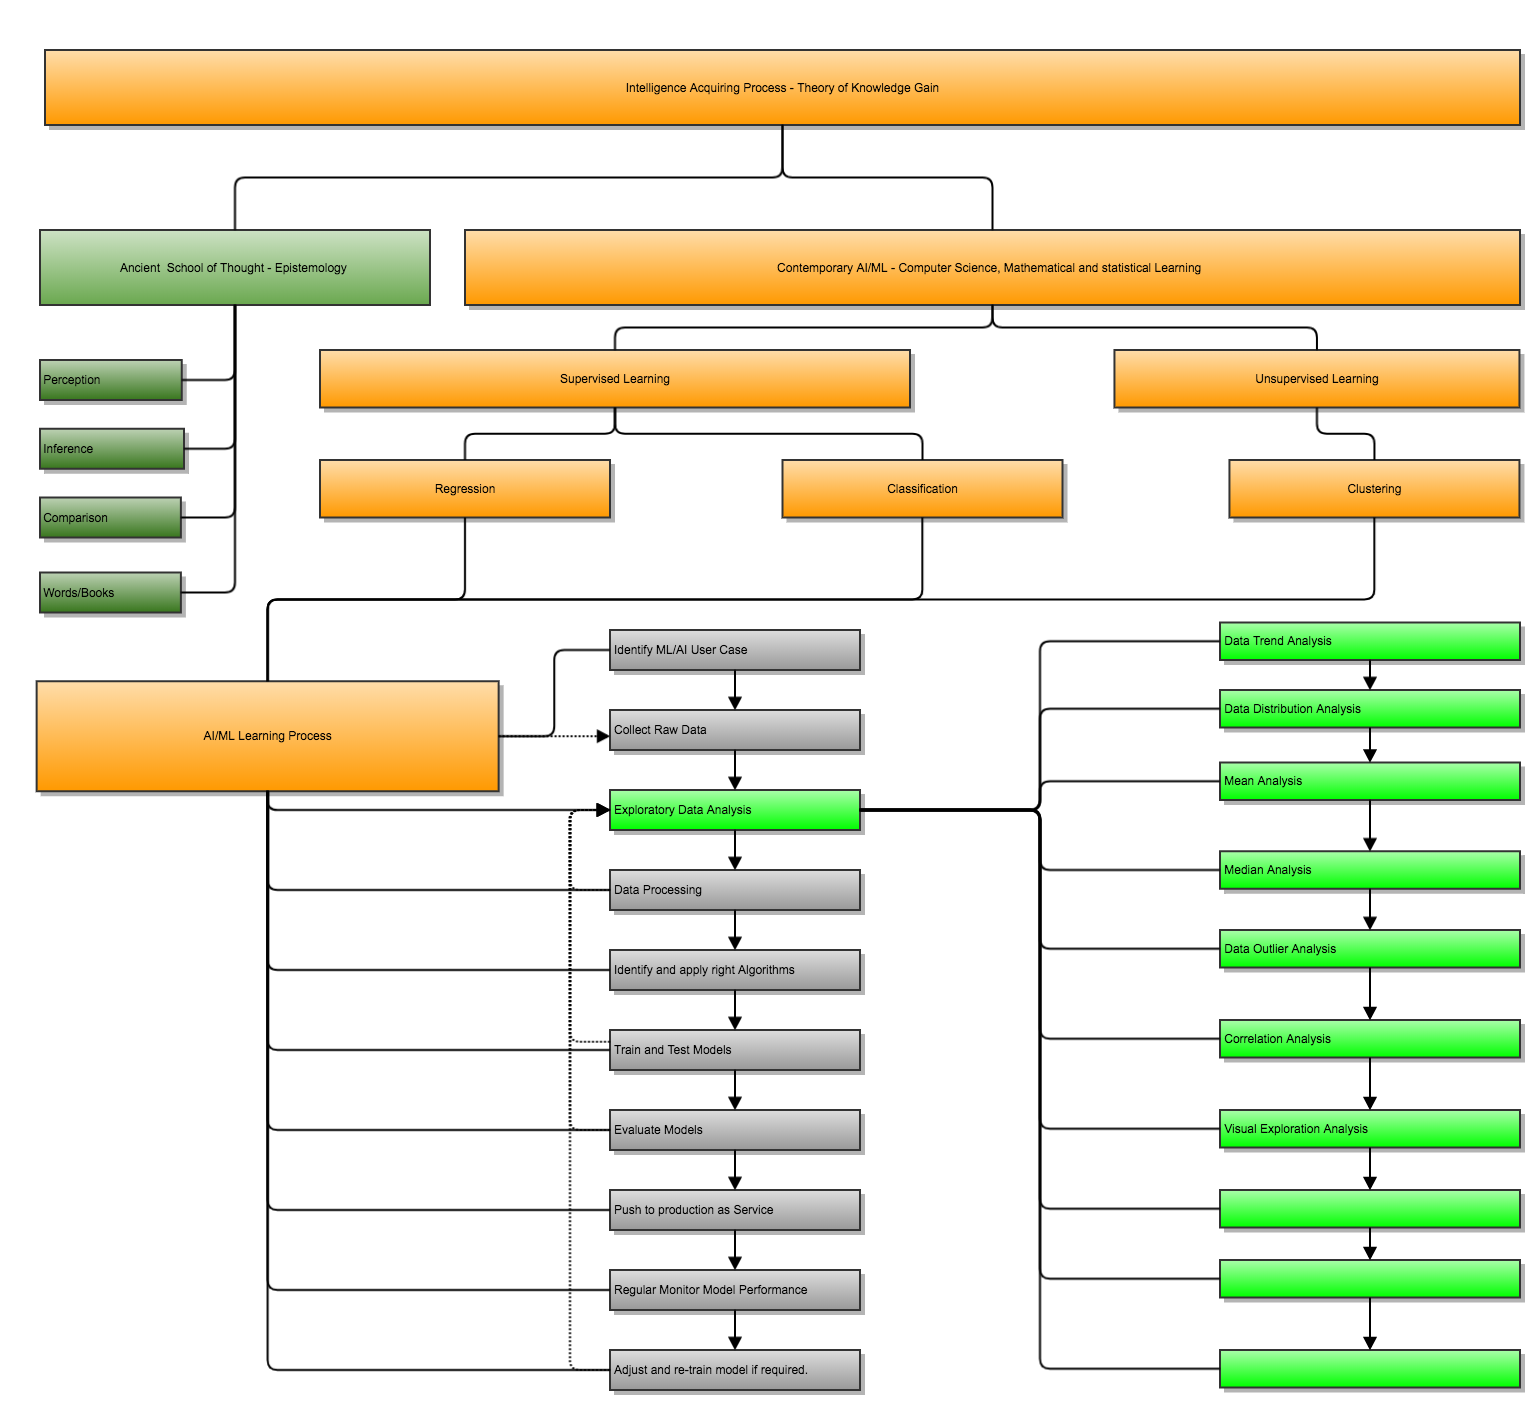 Intelligence Acquiring Process - Theory of Knowledge Gain
Ancient  School of Thought - Epistemology
Contemporary AI/ML - Computer Science, Mathematical and statistical Learning
Perception
Inference
Comparison
Words/Books
Supervised Learning
Unsupervised Learning
Regression
Classification
Clustering
AI/ML Learning Process
Identify ML/AI User Case
Collect Raw Data
Exploratory Data Analysis
Data Processing
Identify and apply right Algorithms
Train and Test Models
Evaluate Models
Push to production as Service
Regular Monitor Model Performance
Adjust and re-train model if required.
Data Trend Analysis
Data Distribution Analysis
Mean Analysis
Median Analysis
Data Outlier Analysis
Correlation Analysis
Visual Exploration Analysis